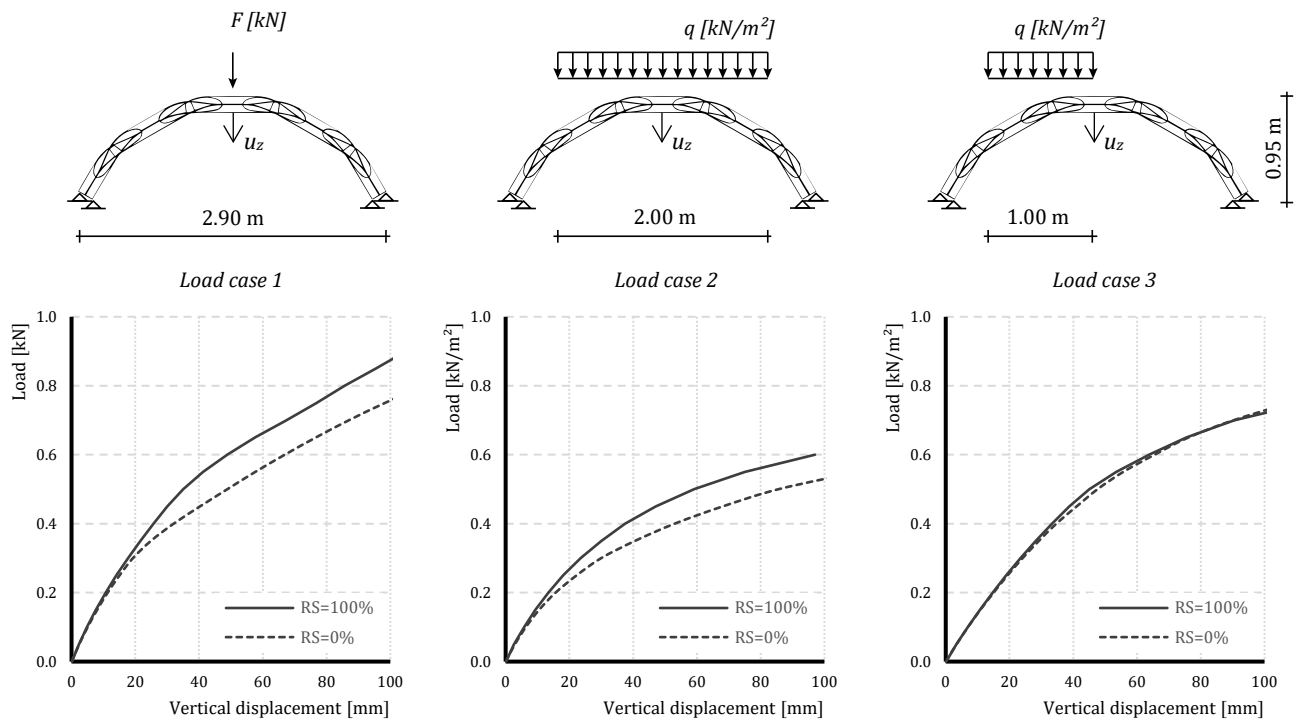 F [kN]
q [kN/m²]
q [kN/m²]
uz
uz
uz
0.95 m
2.90 m
2.00 m
1.00 m
Load case 1
Load case 2
Load case 3
Load [kN]
1.0
0.8
0.6
0.4
0.2
0.0
RS=100%
RS=0%
0 20 40 60 80 100
Vertical displacement [mm]
Load [kN/m²]
1.0
0.8
0.6
0.4
0.2
0.0
RS=100%
RS=0%
0 20 40 60 80 100
Vertical displacement [mm]
Load [kN/m²]
1.0
0.8
0.6
0.4
0.2
0.0
RS=100%
RS=0%
0 20 40 60 80 100
Vertical displacement [mm]